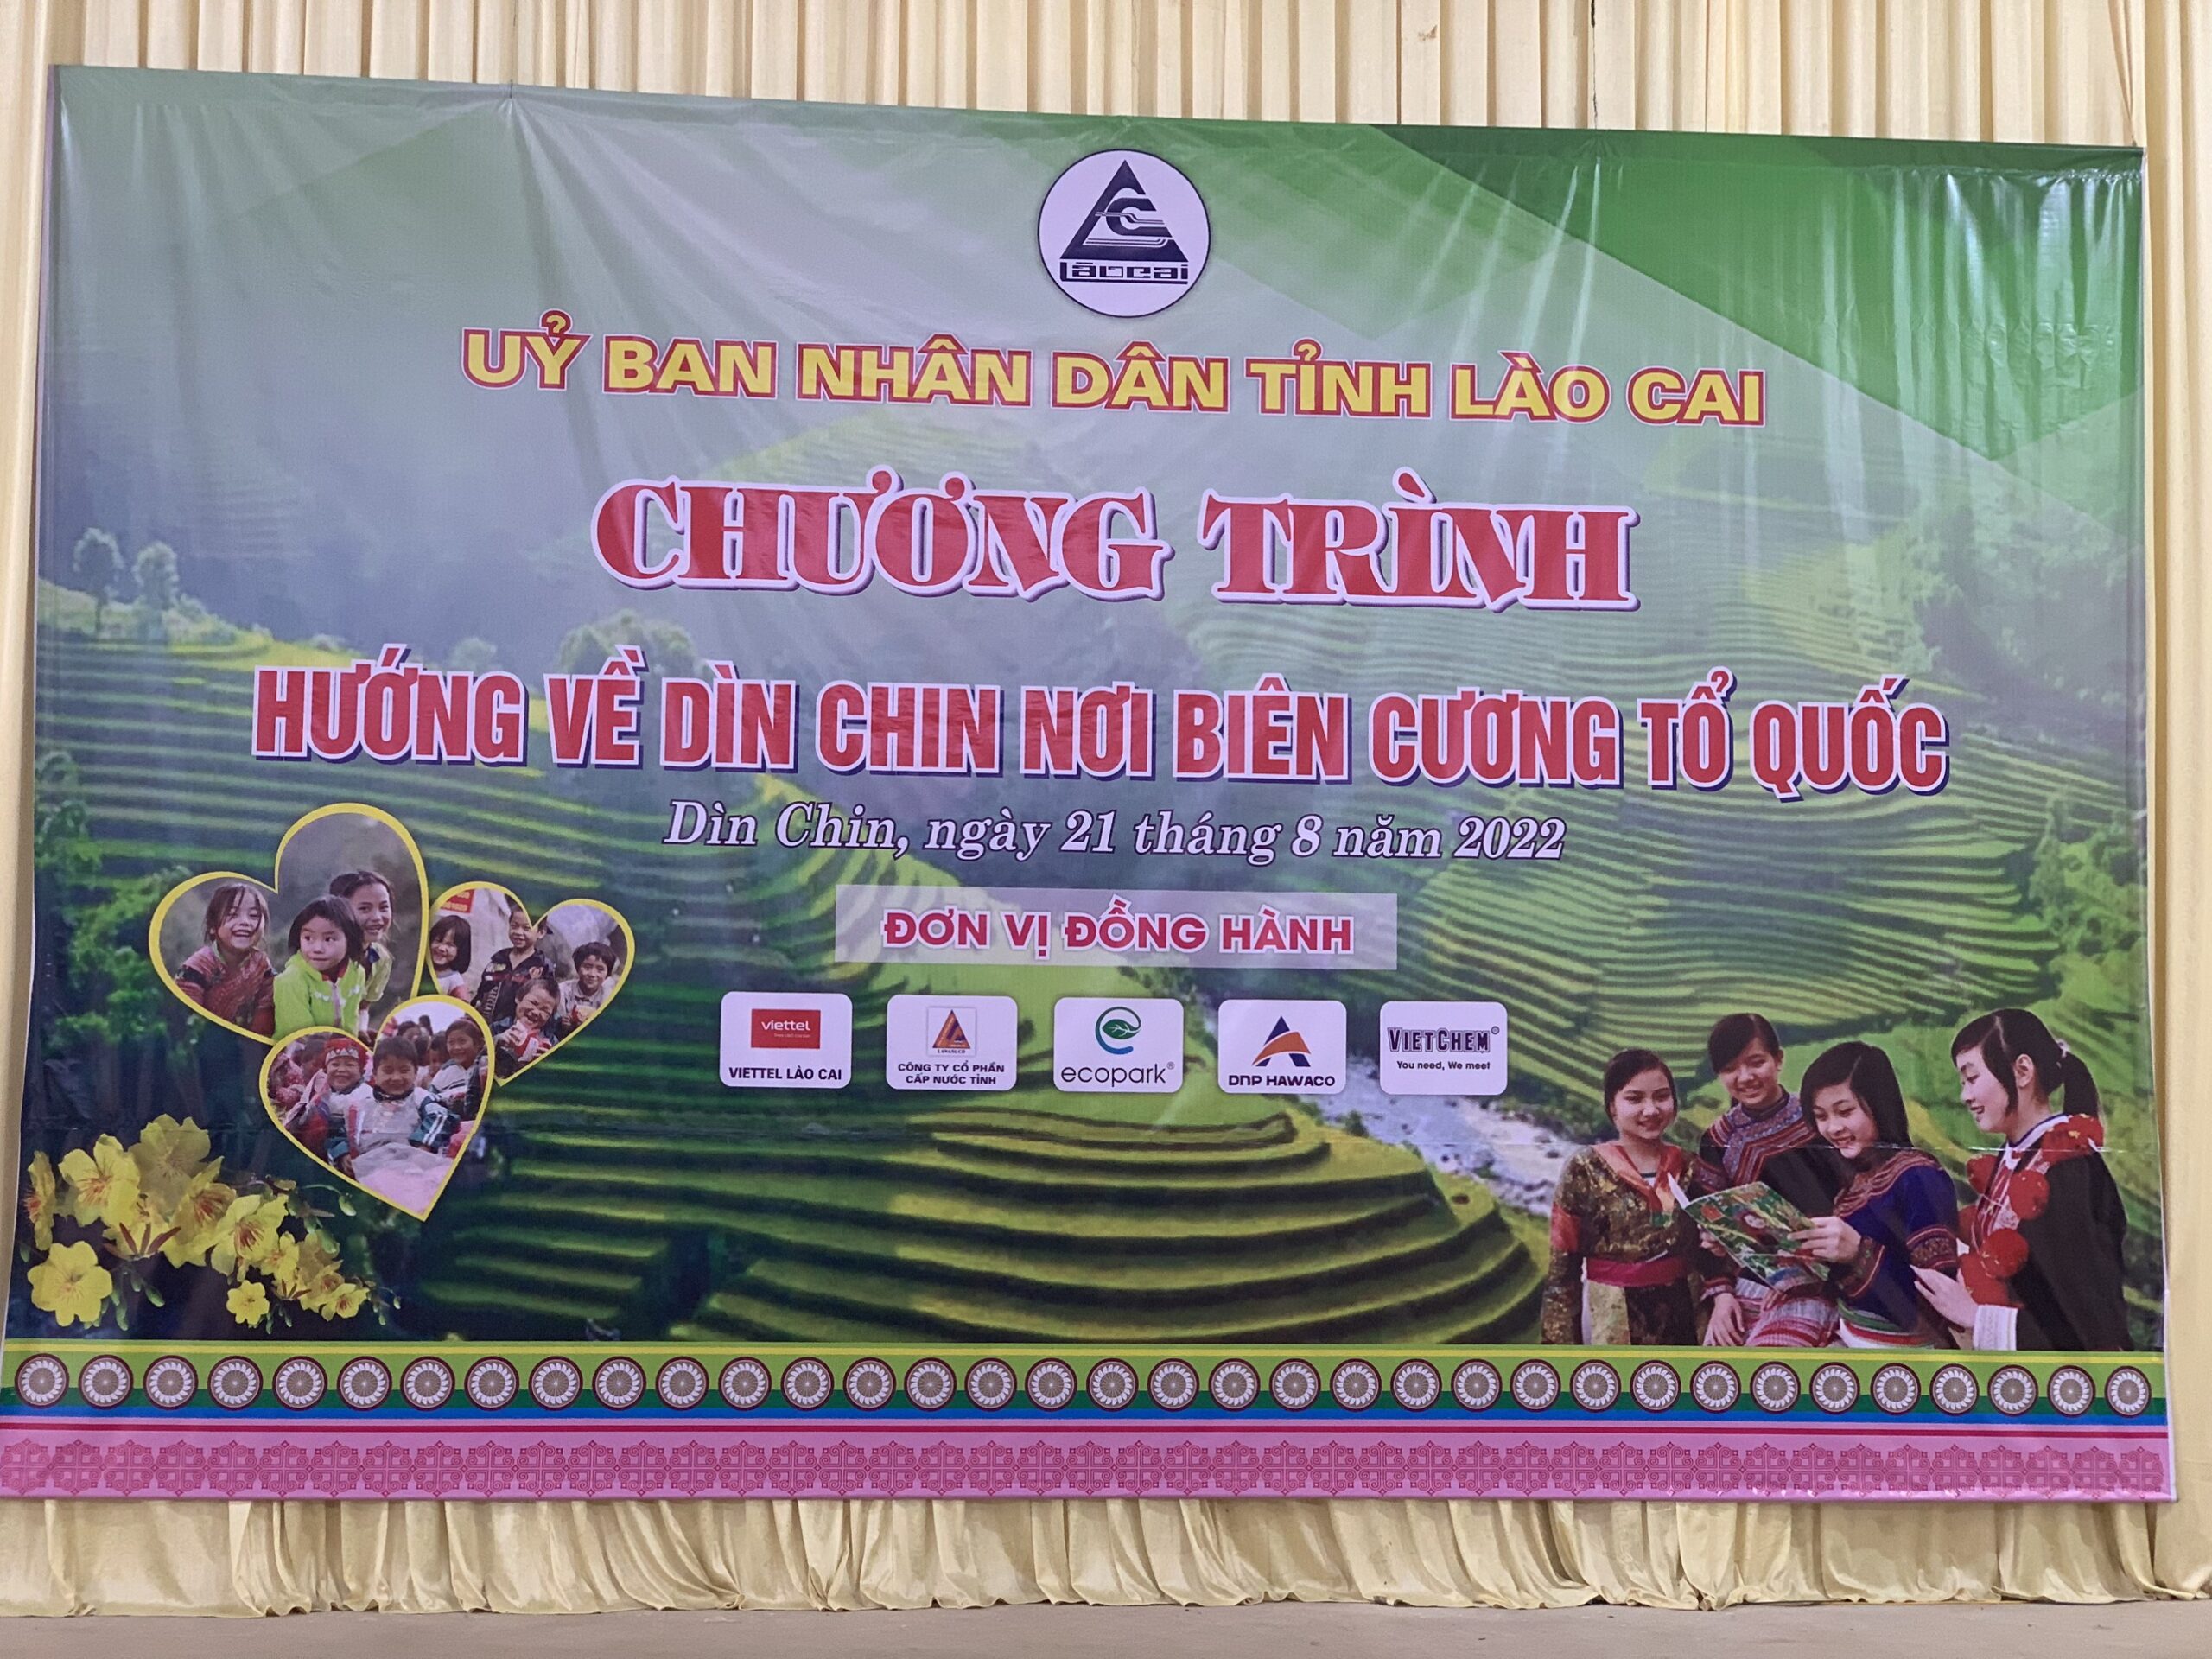 LàoCai
UỶ BAN NHÂN DÂN TỈNH LÀO CAI
CHƯƠNG TRÌNH
HƯỚNG VỀ DÌN CHIN NƠI BIÊN CƯƠNG TỔ QUỐC
Dìn Chin, ngày 21 tháng 8 năm 2022
ĐƠN VỊ ĐỒNG HÀNH
viettel
VIETTEL LÀO CAI
CÔNG TY CỔ PHẦN
CẤP NƯỚC TỈNH
ecopark®
DNP HAWACO
VIETCHEM®
You need, We meet